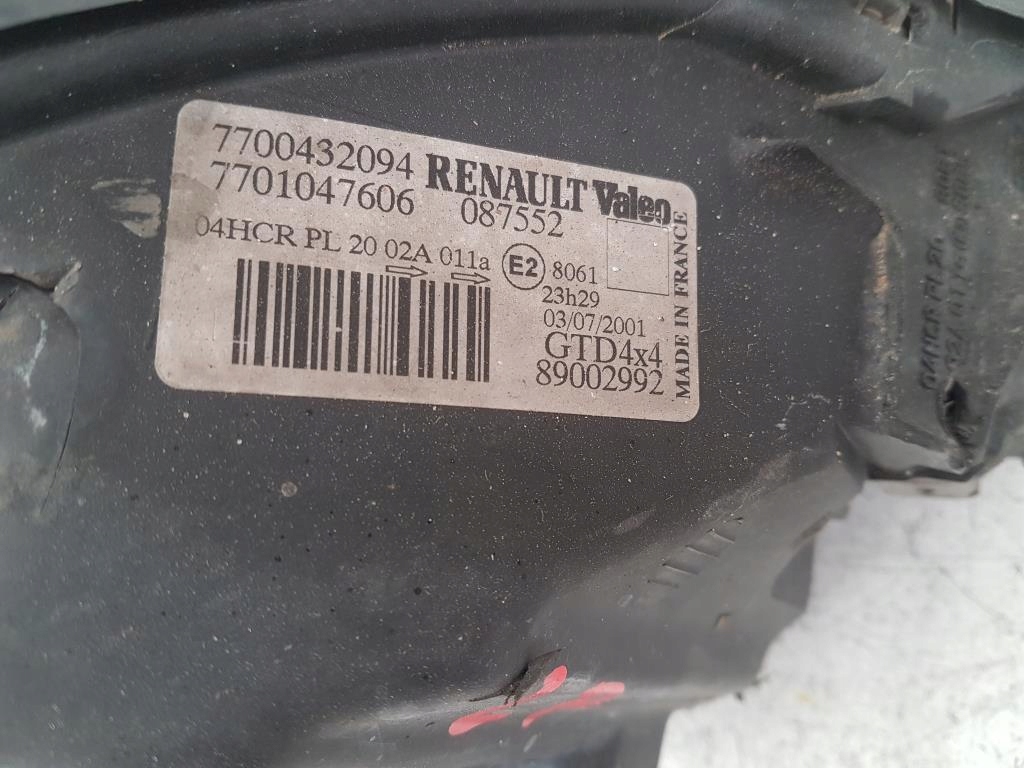 7700432094 RENAULT Valeo
7701047606 087552
04HCR PL 20 02A 011a E2 8061
23h29
03/07/2001
GTD4x4
89002992
MADE IN FRANCE